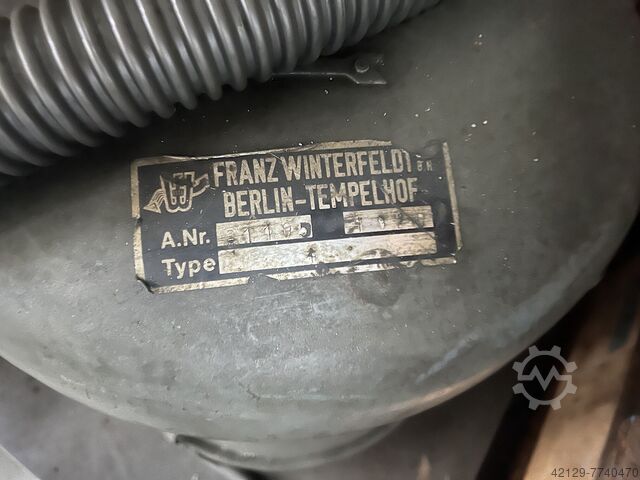 FRANZ WINTERFELDT
BERLIN-TEMPELHOF
A.Nr.
Type
42129-7740470